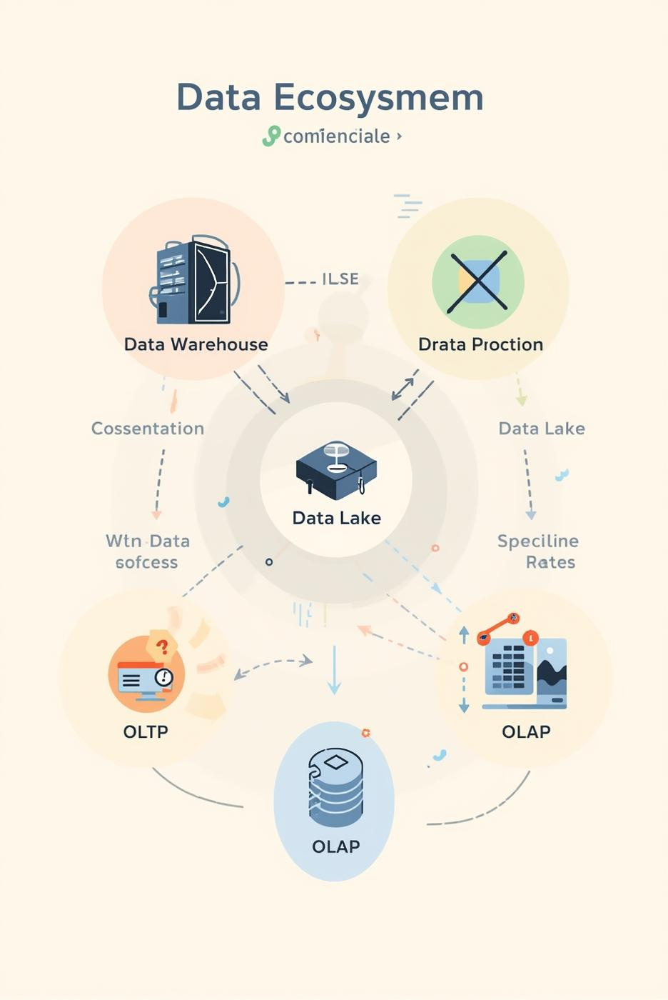 Data Ecosysmem
comienciale ›
ILSE
Data Warehouse
Drata Proction
Cossentation
Data Lake
Data Lake
Wtn Data
sofcess
Speciline
Rates
OLTP
OLAP
OLAP